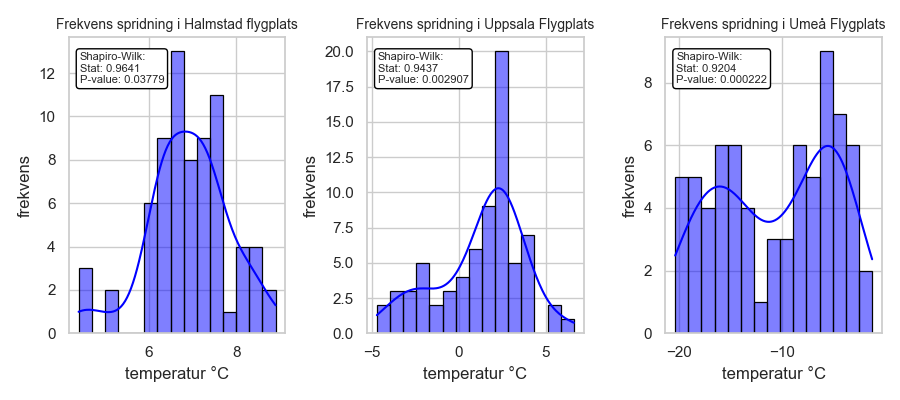 Frekvens spridning i Halmstad flygplats
Shapiro-Wilk:
Stat: 0.9641
P-value: 0.03779
frekvens
12
10
8
6
4
2
0
6
8
temperatur °C
Frekvens spridning i Uppsala Flygplats
Shapiro-Wilk:
Stat: 0.9437
P-value: 0.002907
frekvens
20.0
17.5
15.0
12.5
10.0
7.5
5.0
2.5
0.0
−5
0
5
temperatur °C
Frekvens spridning i Umeå Flygplats
Shapiro-Wilk:
Stat: 0.9204
P-value: 0.000222
frekvens
8
6
4
2
0
−20
−10
temperatur °C